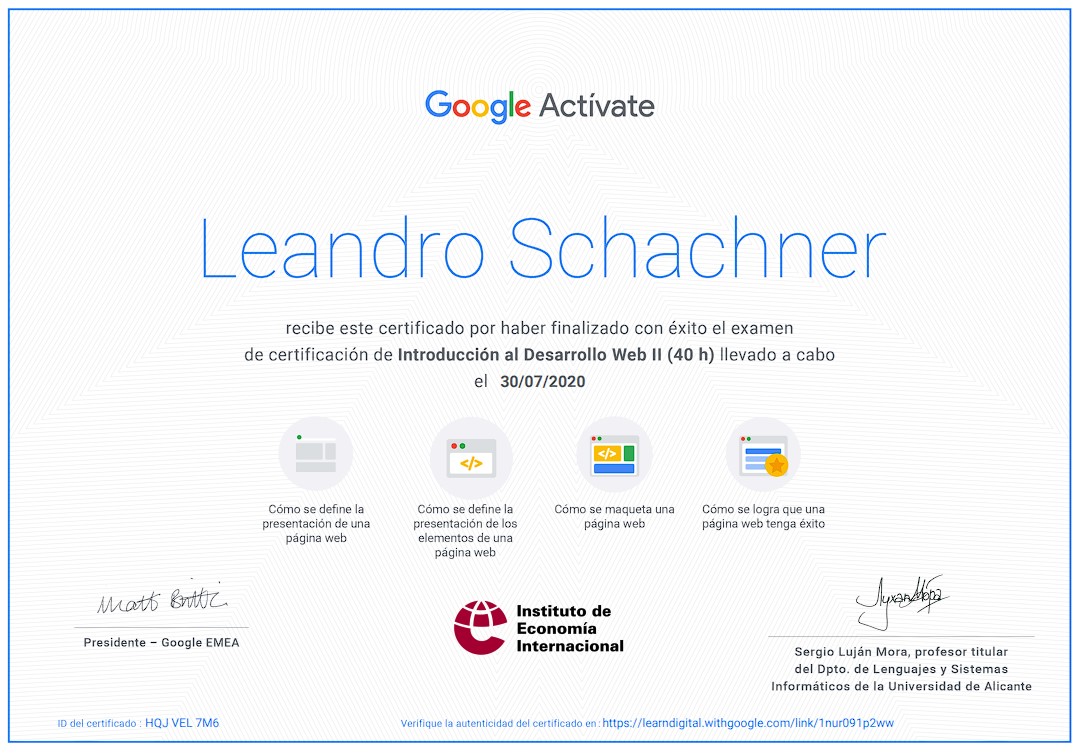 Google Actívate
Leandro Schachner
recibe este certificado por haber finalizado con éxito el examen
de certificación de Introducción al Desarrollo Web II (40 h) llevado a cabo
el 30/07/2020
Cómo se define la
presentación de una
página web
Cómo se define la
presentación de los
elementos de una
página web
Cómo se maqueta una
página web
Cómo se logra que una
página web tenga éxito
Matt Brittin
Presidente – Google EMEA
Instituto de
Economía
Internacional
Sergio Luján Mora, profesor titular
del Dpto. de Lenguajes y Sistemas
Informáticos de la Universidad de Alicante
ID del certificado : HQJ VEL 7M6
Verifique la autenticidad del certificado en : https://learndigital.withgoogle.com/link/1nur091p2ww